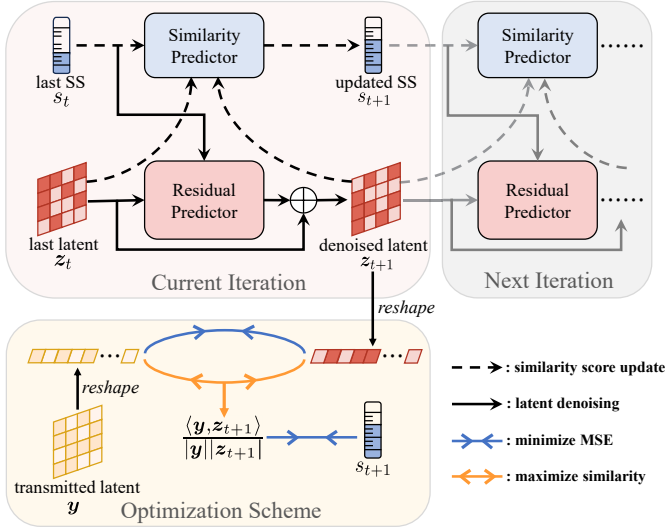 Similarity
Predictor
last SS
s_t
updated SS
s_{t+1}
Residual
Predictor
last latent
z_t
denoised latent
z_{t+1}
Current Iteration
Similarity
Predictor
......
Residual
Predictor
......
Next Iteration
reshape
...
...
reshape
⟨y,z_{t+1}⟩
|y||z_{t+1}|
s_{t+1}
transmitted latent
y
Optimization Scheme
: similarity score update
: latent denoising
: minimize MSE
: maximize similarity